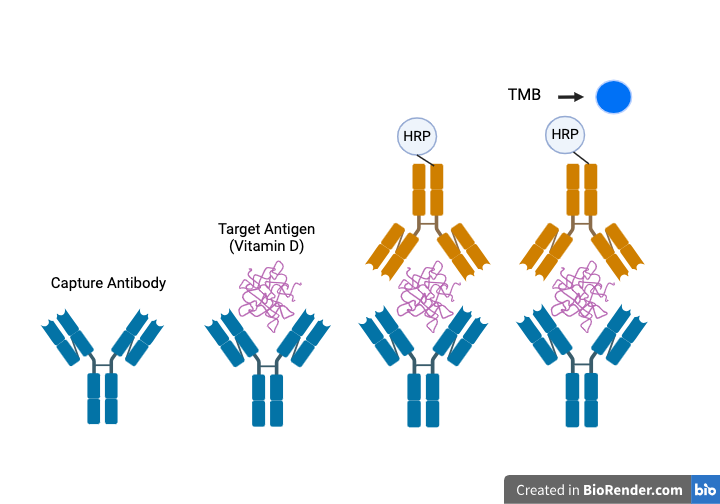 TMB
HRP
HRP
Target Antigen
(Vitamin D)
Capture Antibody
Created in BioRender.com bio